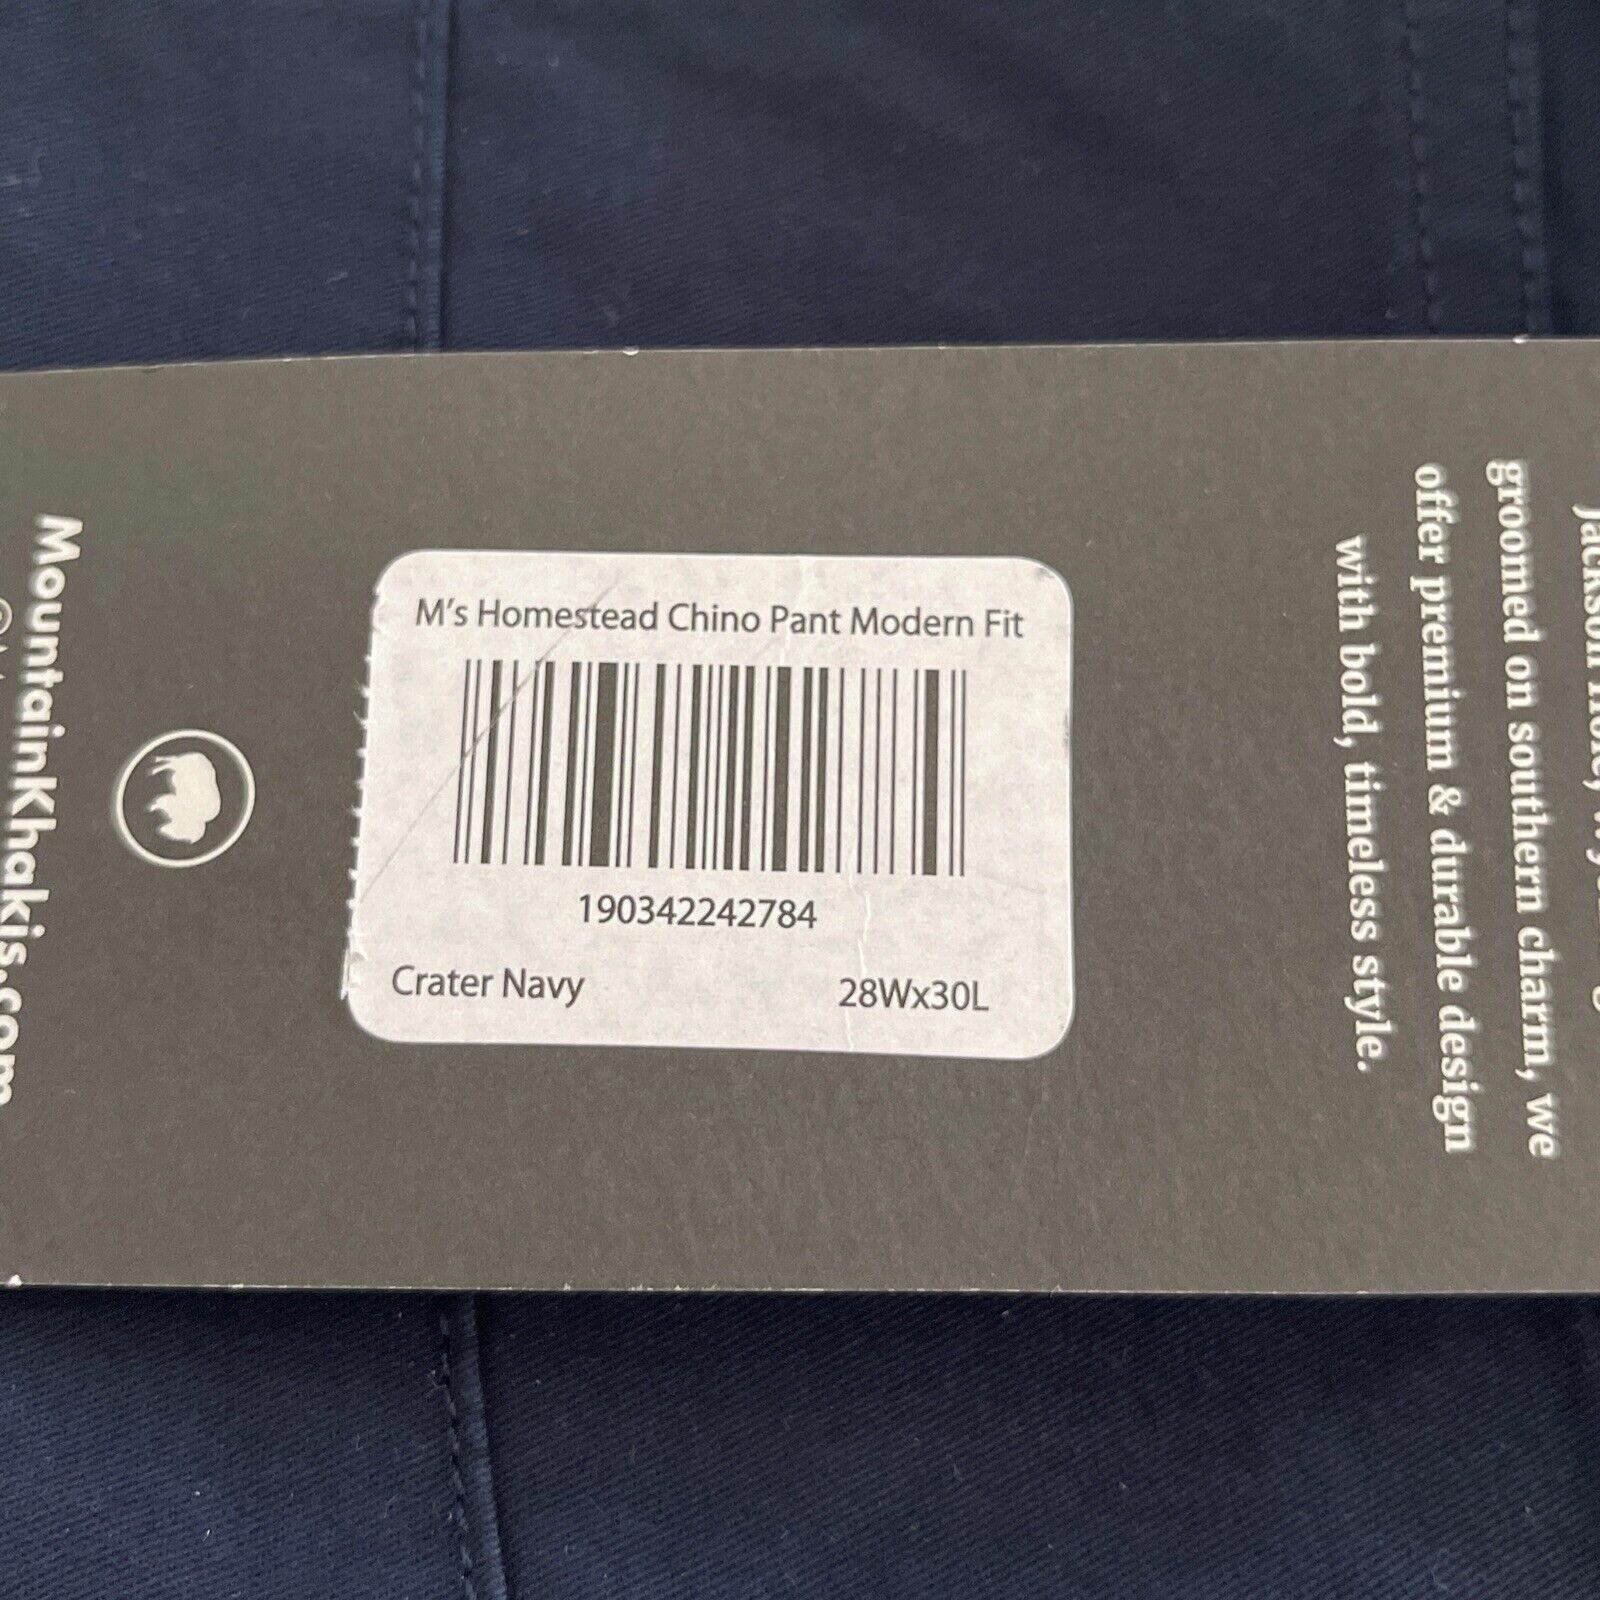 M's Homestead Chino Pant Modern Fit
190342242784
Crater Navy 28Wx30L
groomed on southern charm, we
offer premium & durable design
with bold, timeless style.
MountainKhakis.com